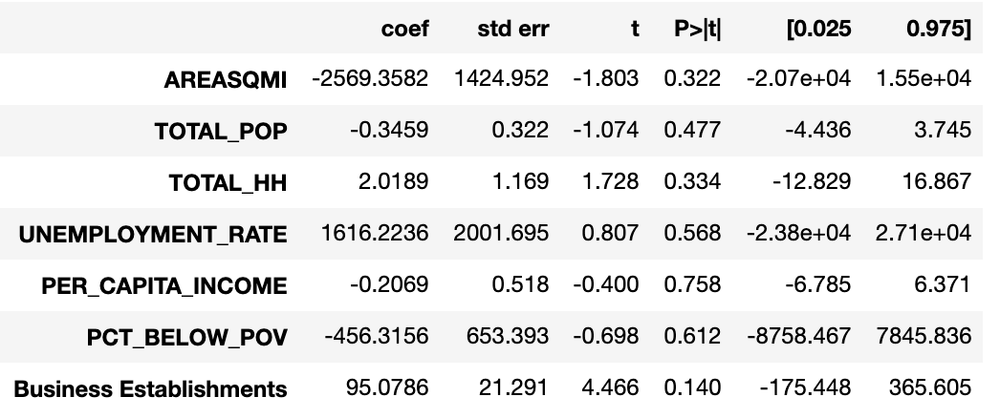 coef std err t P>|t| [0.025 0.975]
AREASQMI -2569.3582 1424.952 -1.803 0.322 -2.07e+04 1.55e+04
TOTAL_POP -0.3459 0.322 -1.074 0.477 -4.436 3.745
TOTAL_HH 2.0189 1.169 1.728 0.334 -12.829 16.867
UNEMPLOYMENT_RATE 1616.2236 2001.695 0.807 0.568 -2.38e+04 2.71e+04
PER_CAPITA_INCOME -0.2069 0.518 -0.400 0.758 -6.785 6.371
PCT_BELOW_POV -456.3156 653.393 -0.698 0.612 -8758.467 7845.836
Business Establishments 95.0786 21.291 4.466 0.140 -175.448 365.605